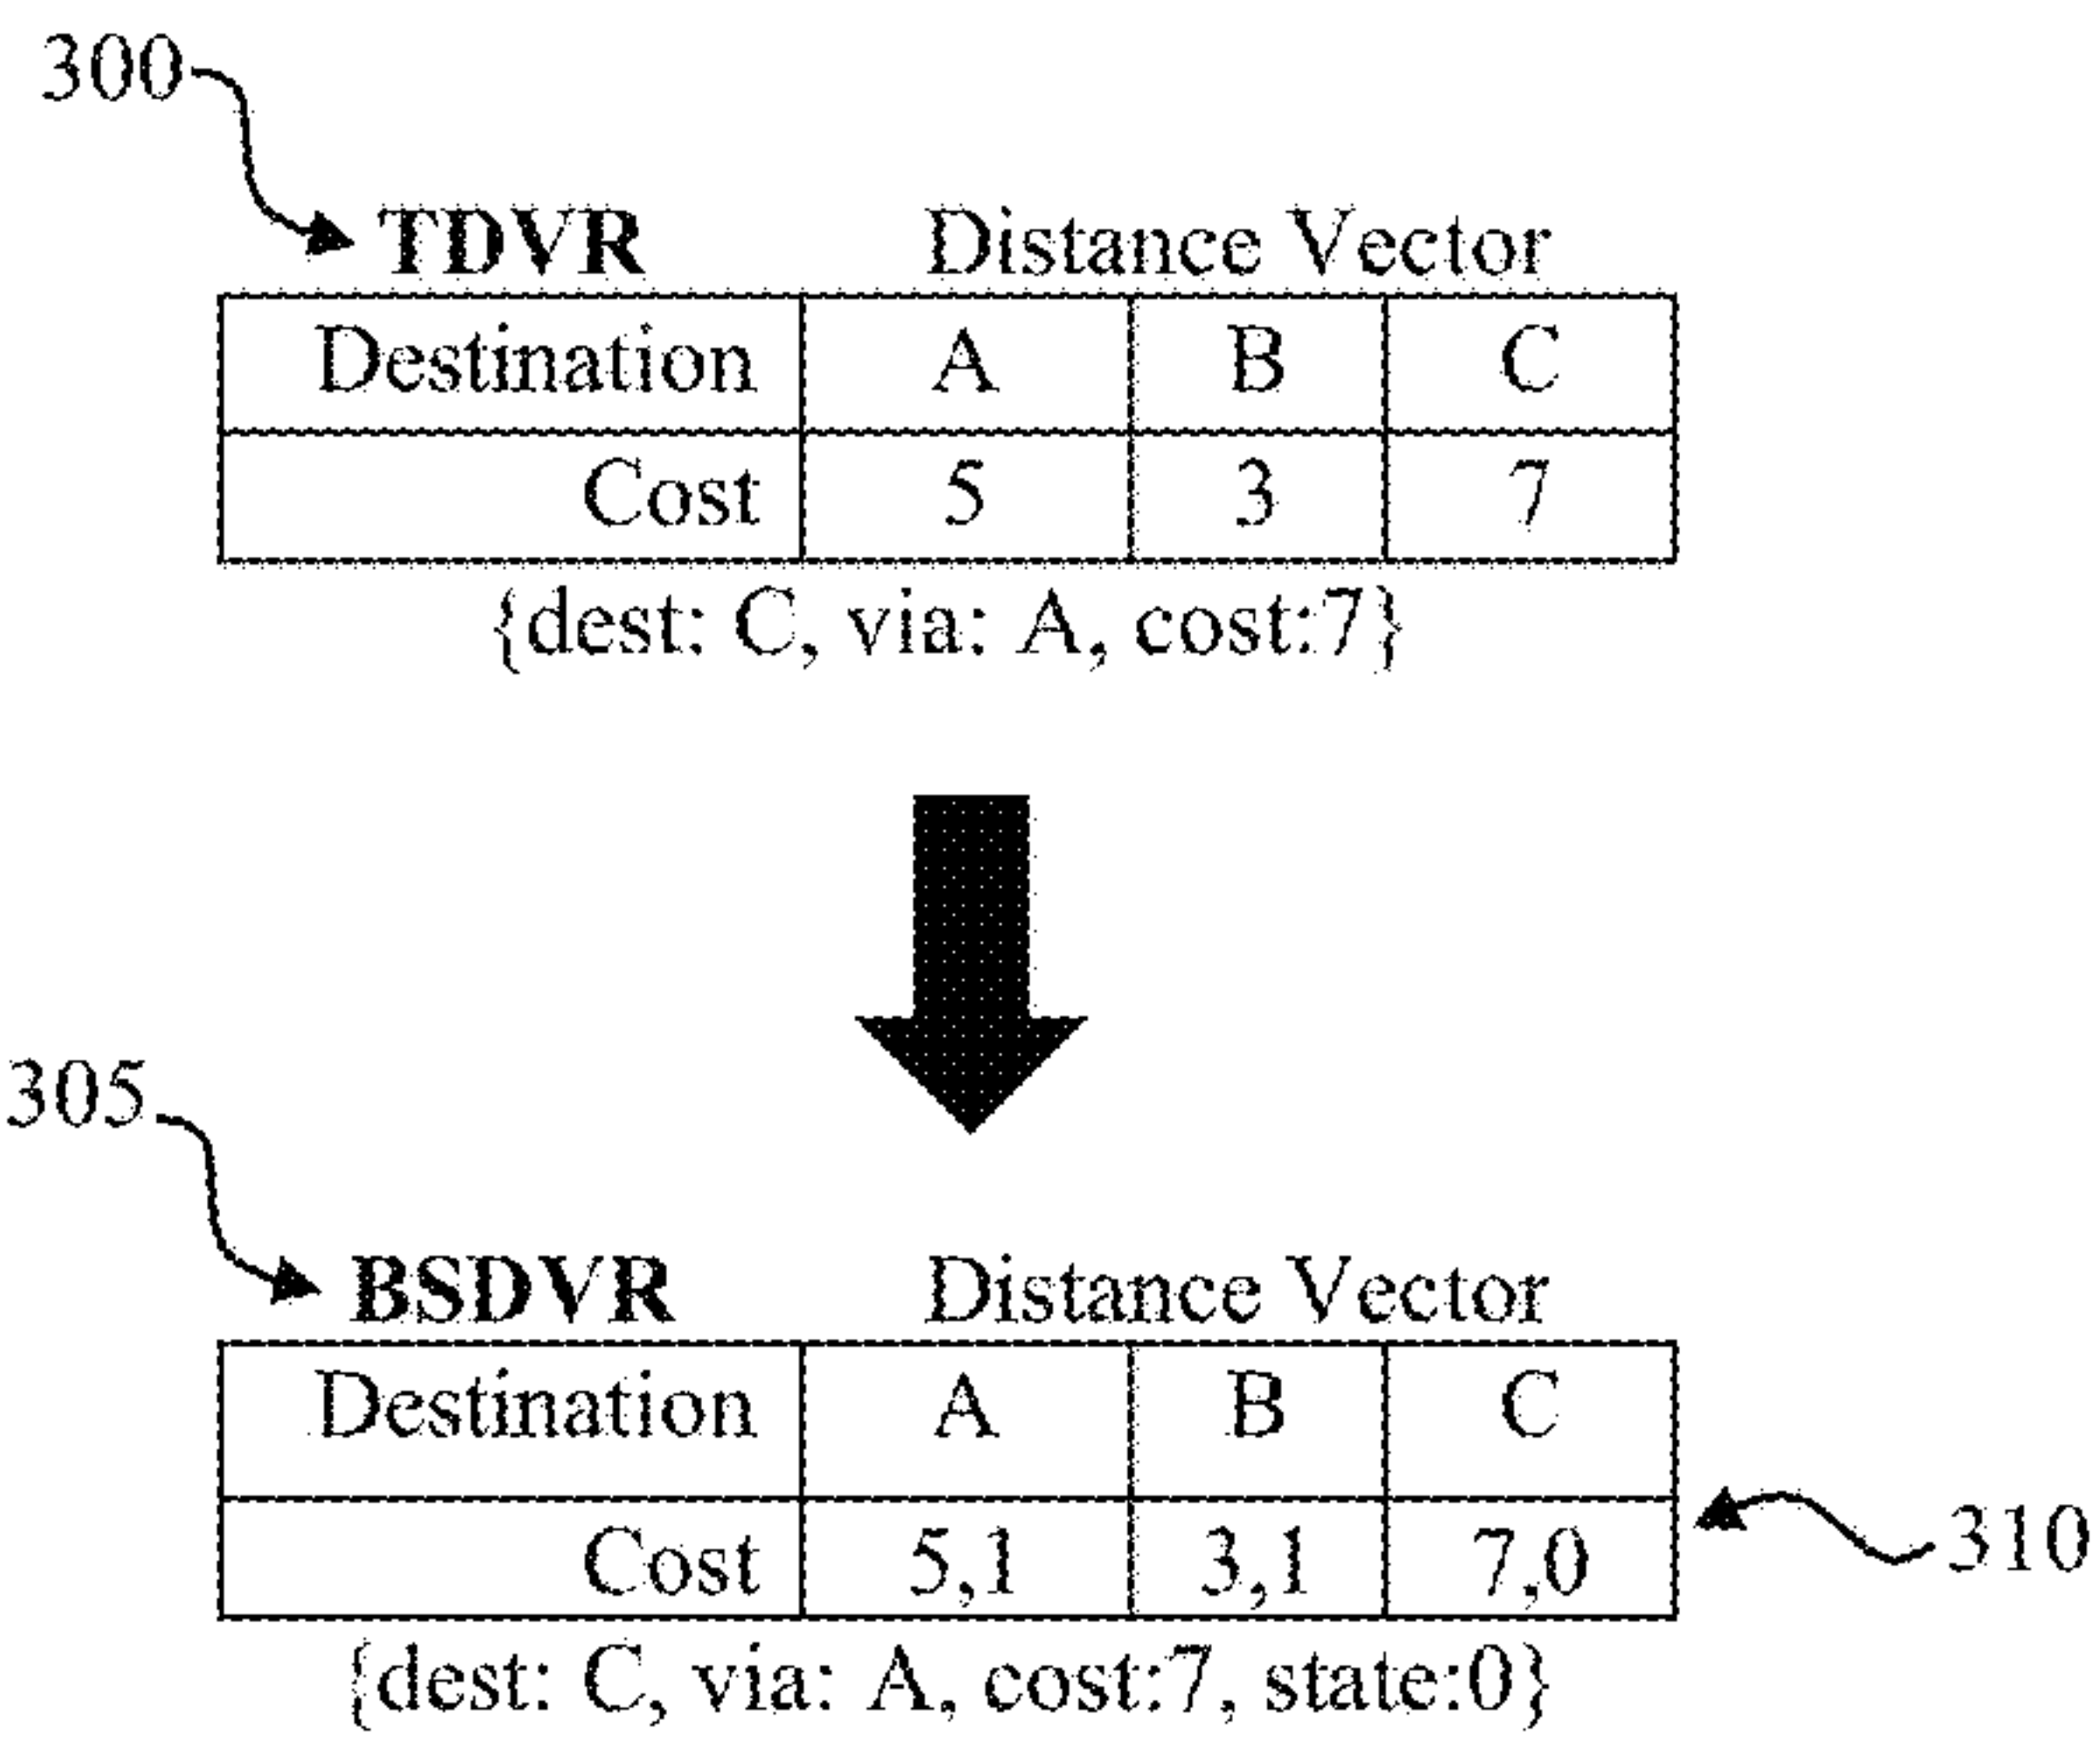 300
TDVR Distance Vector
Destination A B C
Cost 5 3 7
{dest: C, via: A, cost:7}
305
BSDVR Distance Vector
Destination A B C
Cost 5,1 3,1 7,0
310
{dest: C, via: A, cost:7, state:0}